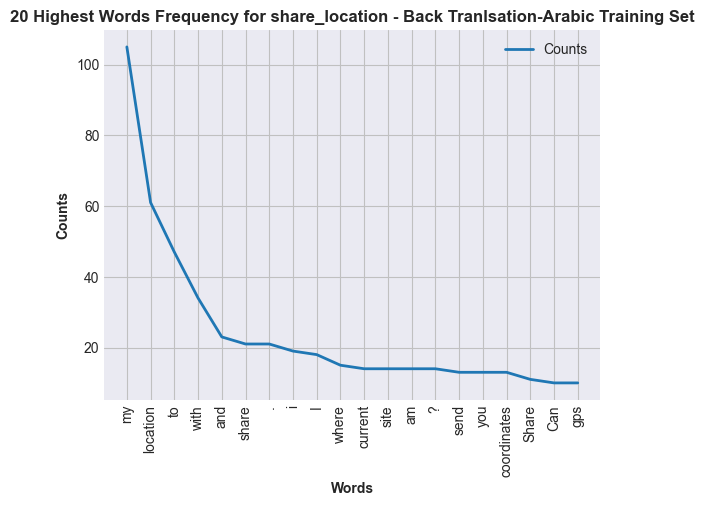 20 Highest Words Frequency for share_location - Back Tranlsation-Arabic Training Set
Counts
100
80
60
40
20
Counts
my
location
to
with
and
share
.
i
I
where
current
site
am
?
send
you
coordinates
Share
Can
gps
Words